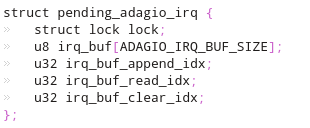 struct pending_adagio_irq {
»   struct lock lock;
»   u8 irq_buf[ADAGIO_IRQ_BUF_SIZE];
»   u32 irq_buf_append_idx;
»   u32 irq_buf_read_idx;
»   u32 irq_buf_clear_idx;
};